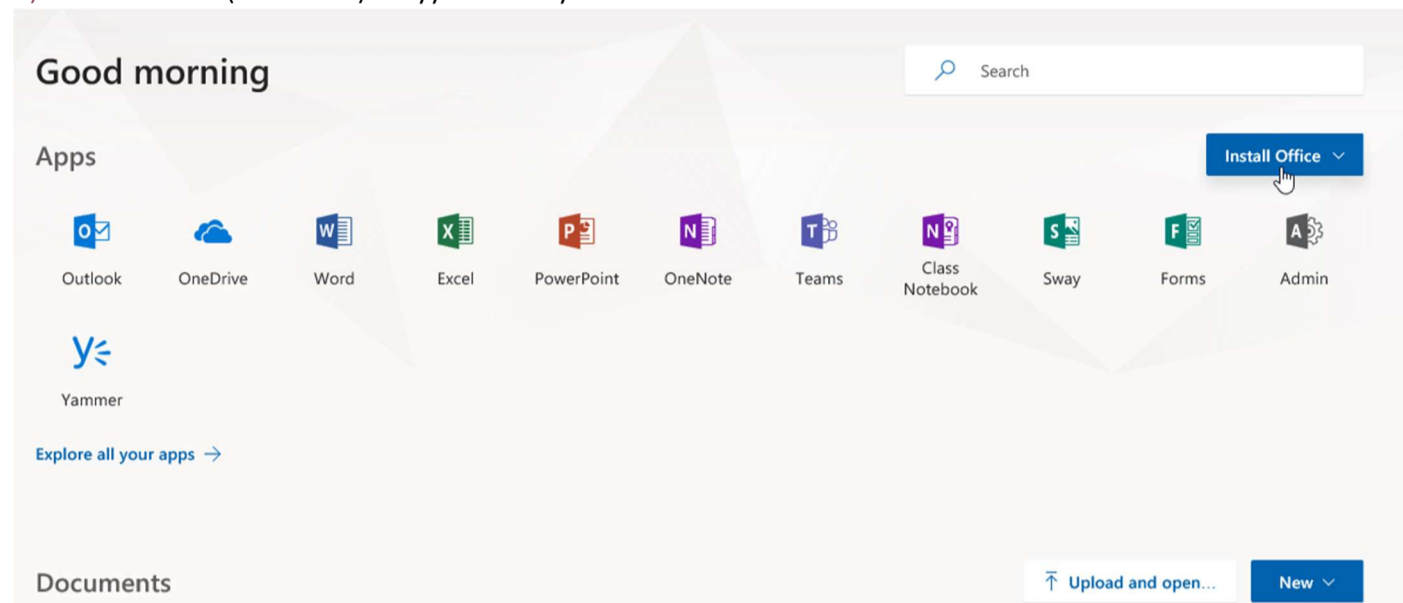 Good morning
Search
Apps
Install Office
Outlook OneDrive Word Excel PowerPoint OneNote Teams Class Notebook Sway Forms Admin
Yammer
Explore all your apps →
Documents
Upload and open...
New